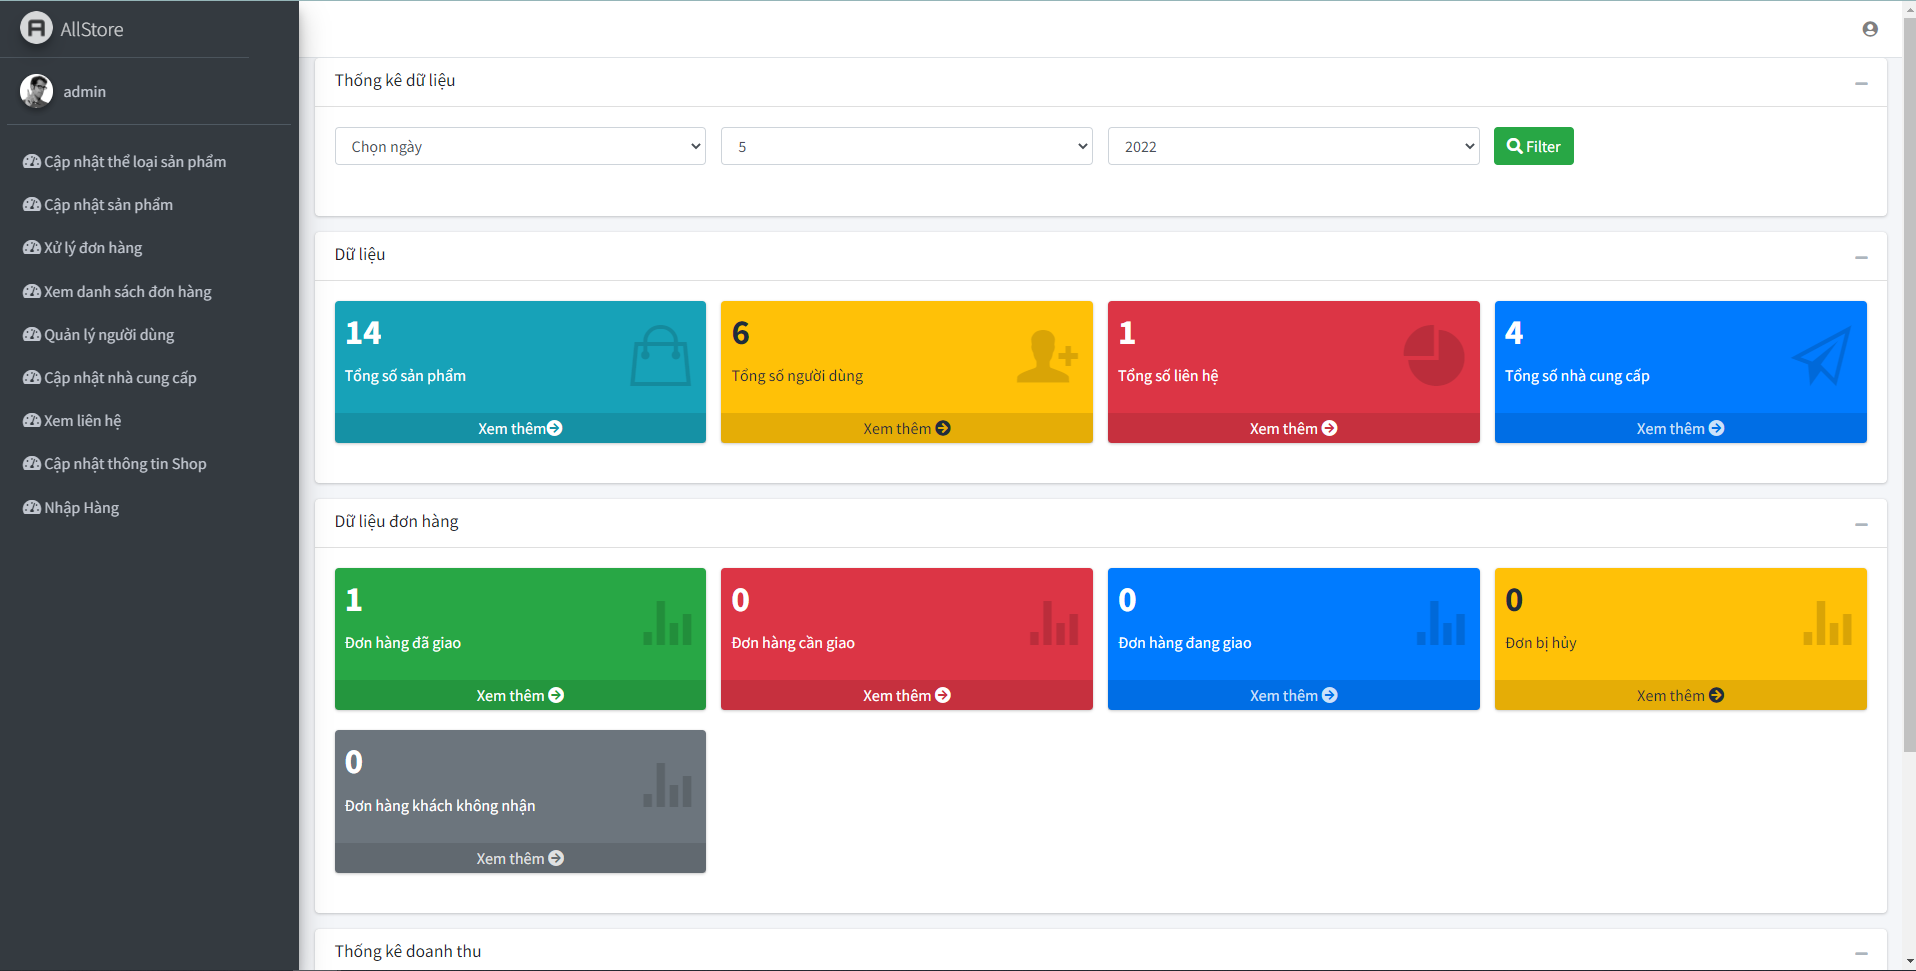 AllStore
admin
Cập nhật thể loại sản phẩm
Cập nhật sản phẩm
Xử lý đơn hàng
Xem danh sách đơn hàng
Quản lý người dùng
Cập nhật nhà cung cấp
Xem liên hệ
Cập nhật thông tin Shop
Nhập Hàng
Thống kê dữ liệu
Chọn ngày
5
2022
Filter
Dữ liệu
14
Tổng số sản phẩm
Xem thêm
6
Tổng số người dùng
Xem thêm
1
Tổng số liên hệ
Xem thêm
4
Tổng số nhà cung cấp
Xem thêm
Dữ liệu đơn hàng
1
Đơn hàng đã giao
Xem thêm
0
Đơn hàng cần giao
Xem thêm
0
Đơn hàng đang giao
Xem thêm
0
Đơn bị hủy
Xem thêm
0
Đơn hàng khách không nhận
Xem thêm
Thống kê doanh thu